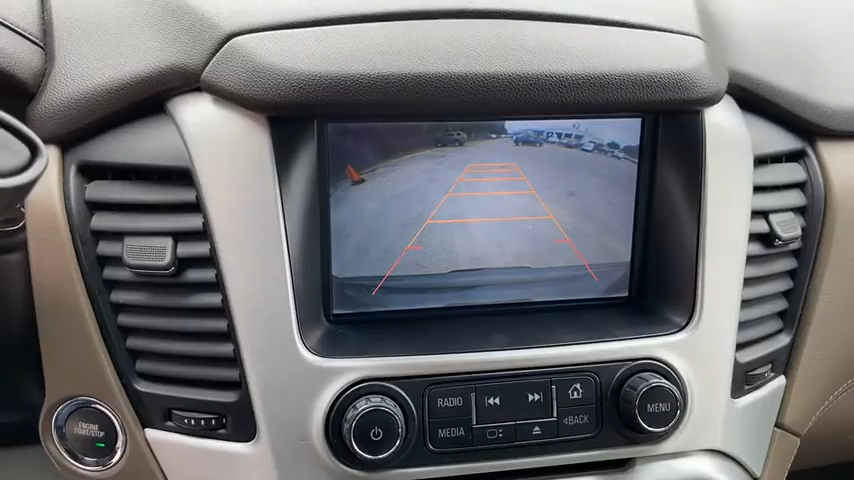 RADIO
MEDIA
BACK
MENU
ENGINE
START
STOP